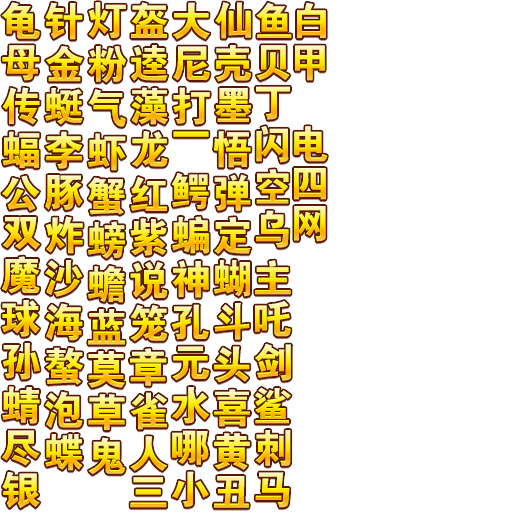 龟针灯盔大仙鱼白
母金粉逵尼壳贝甲
传蜓气藻打墨丁
蝠李虾龙一悟闪电
公豚蟹红鳄弹空四
双炸螃紫蝙定乌网
魔沙蟾说神蝴主
球海蓝笼孔斗吒
孙螯莫章元头剑
蜻泡草雀水喜鲨
尽蝶鬼人哪黄刺
银三小丑马